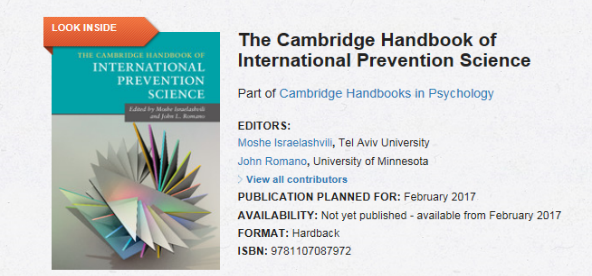 LOOK INSIDE
THE CAMBRIDGE HANDBOOK OF
INTERNATIONAL
PREVENTION
SCIENCE
Edited by Moshe Israelashvili
and John L. Romano
The Cambridge Handbook of
International Prevention Science
Part of Cambridge Handbooks in Psychology
EDITORS:
Moshe Israelashvili, Tel Aviv University
John Romano, University of Minnesota
View all contributors
PUBLICATION PLANNED FOR: February 2017
AVAILABILITY: Not yet published - available from February 2017
FORMAT: Hardback
ISBN: 9781107087972